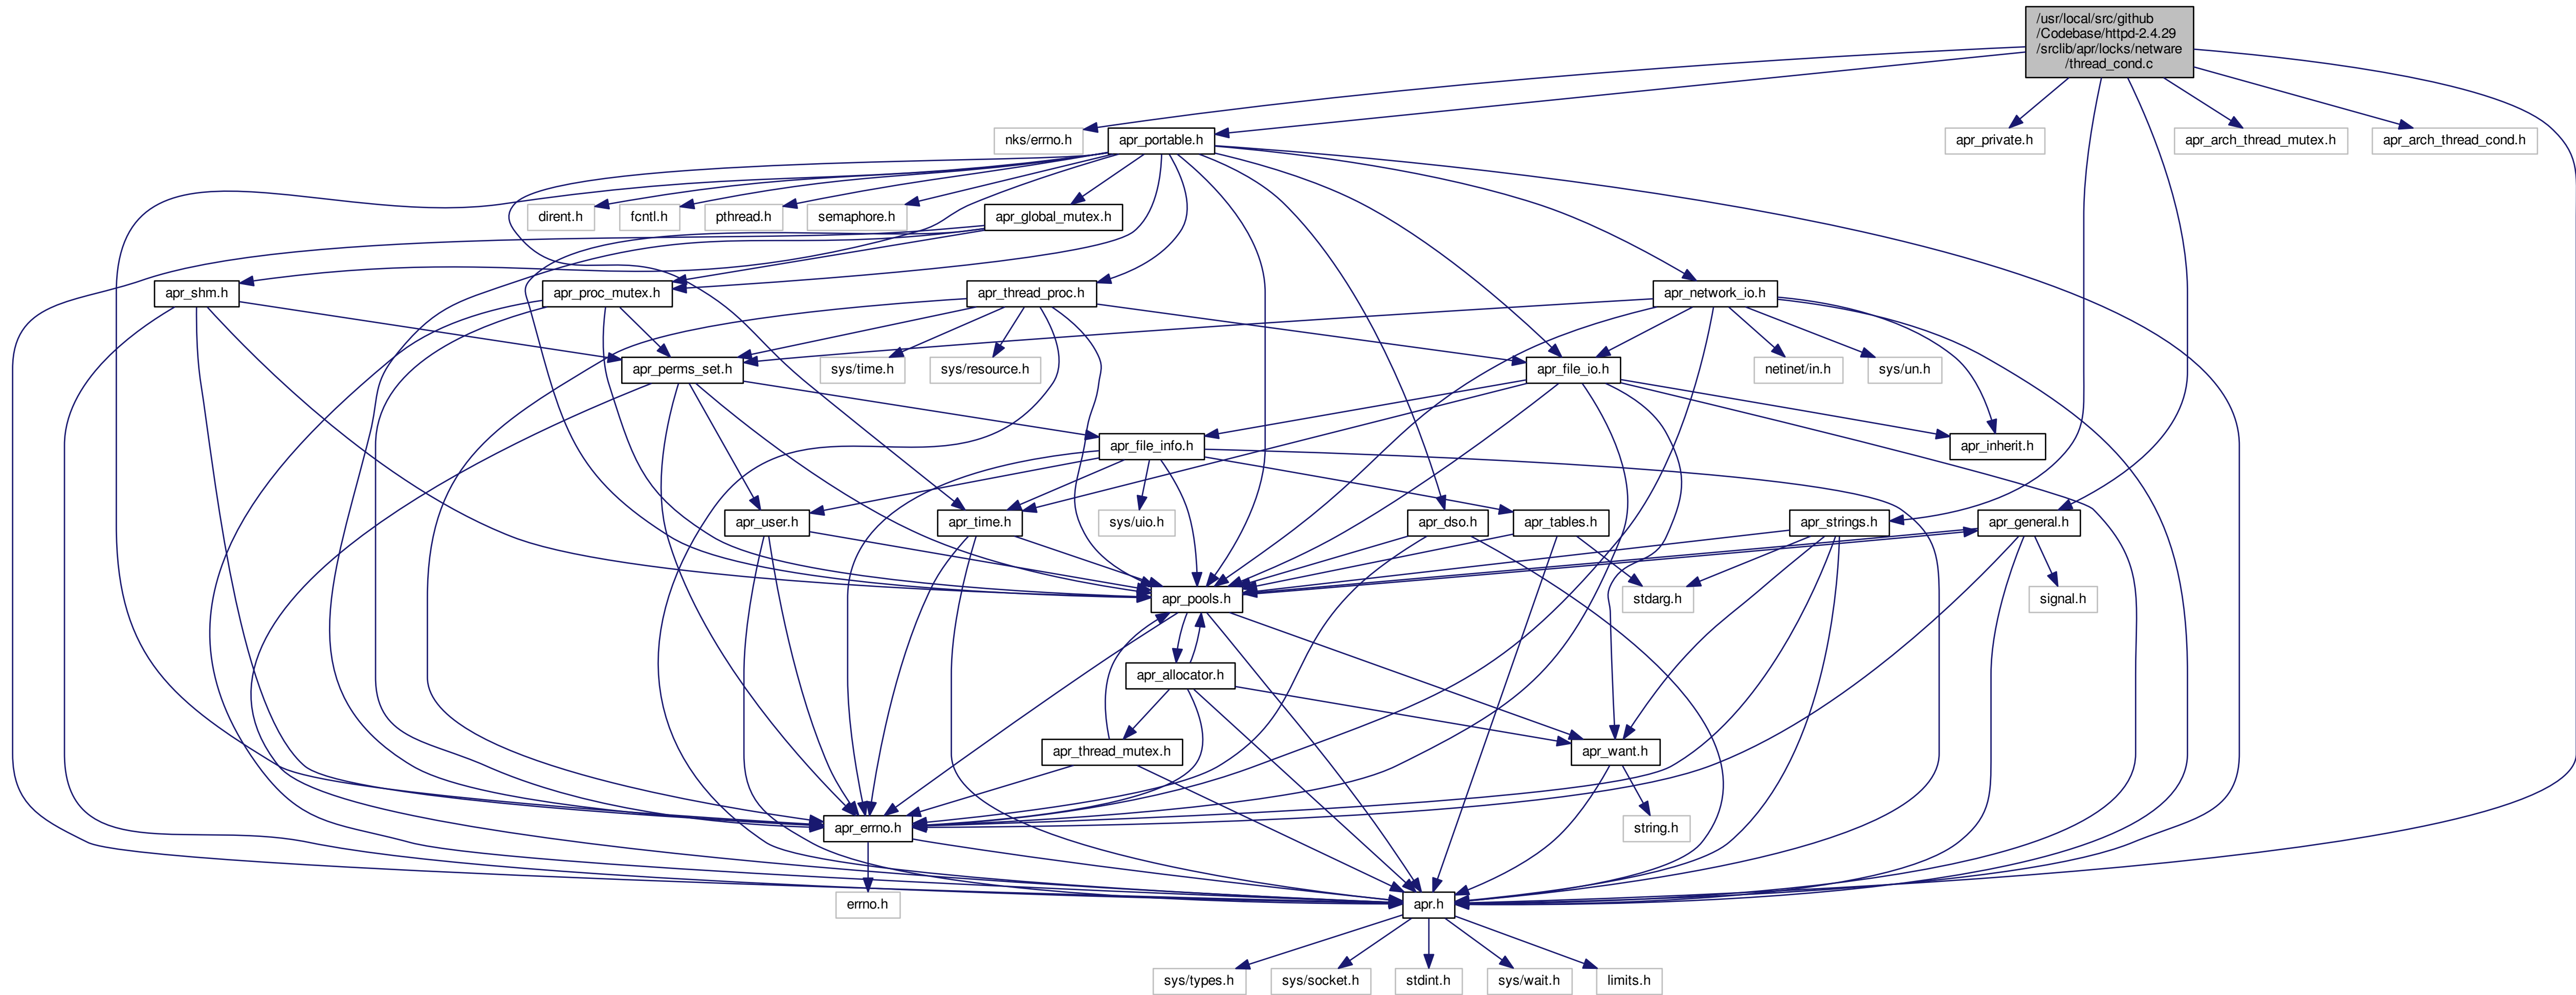 /usr/local/src/github
/Codebase/httpd-2.4.29
/srclib/apr/locks/netware
/thread_cond.c
nks/errno.h
apr_portable.h
apr_private.h
apr_arch_thread_mutex.h
apr_arch_thread_cond.h
dirent.h
fcntl.h
pthread.h
semaphore.h
apr_global_mutex.h
apr_shm.h
apr_proc_mutex.h
apr_thread_proc.h
apr_network_io.h
apr_perms_set.h
sys/time.h
sys/resource.h
apr_file_io.h
netinet/in.h
sys/un.h
apr_file_info.h
apr_inherit.h
apr_user.h
apr_time.h
sys/uio.h
apr_dso.h
apr_tables.h
apr_strings.h
apr_general.h
apr_pools.h
stdarg.h
signal.h
apr_allocator.h
apr_thread_mutex.h
apr_want.h
apr_errno.h
string.h
errno.h
apr.h
sys/types.h
sys/socket.h
stdint.h
sys/wait.h
limits.h